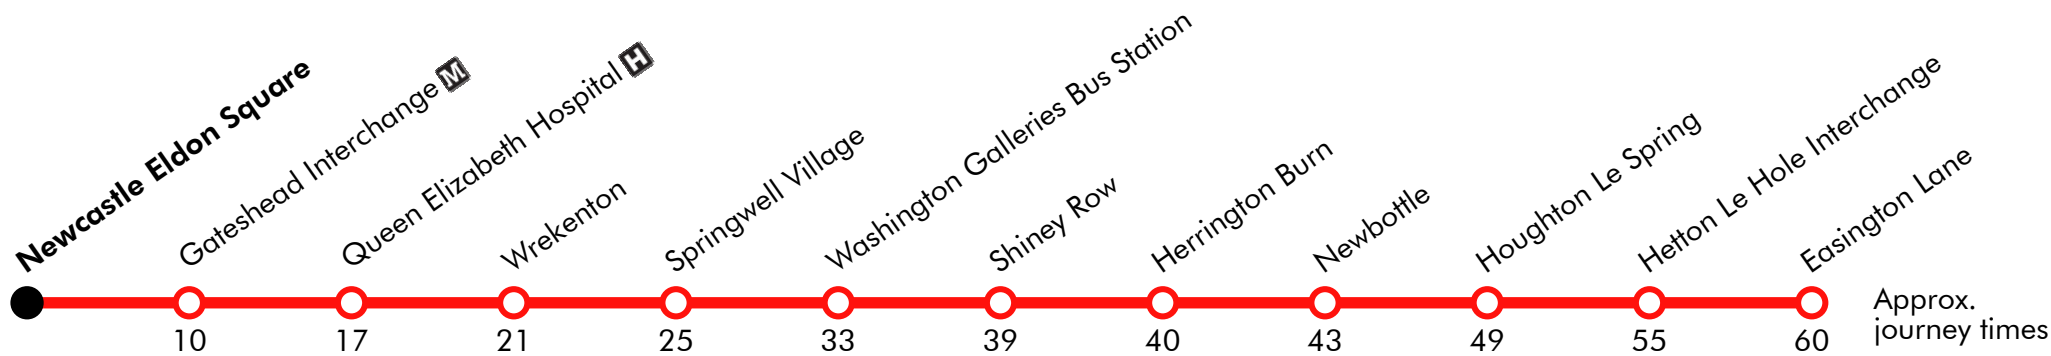 Newcastle Eldon Square
Gateshead Interchange M
Queen Elizabeth Hospital H
Wrekenton
Springwell Village
Washington Galleries Bus Station
Shiney Row
Herrington Burn
Newbottle
Houghton Le Spring
Hetton Le Hole Interchange
Easington Lane
10 17 21 25 33 39 40 43 49 55 60
Approx.
journey times